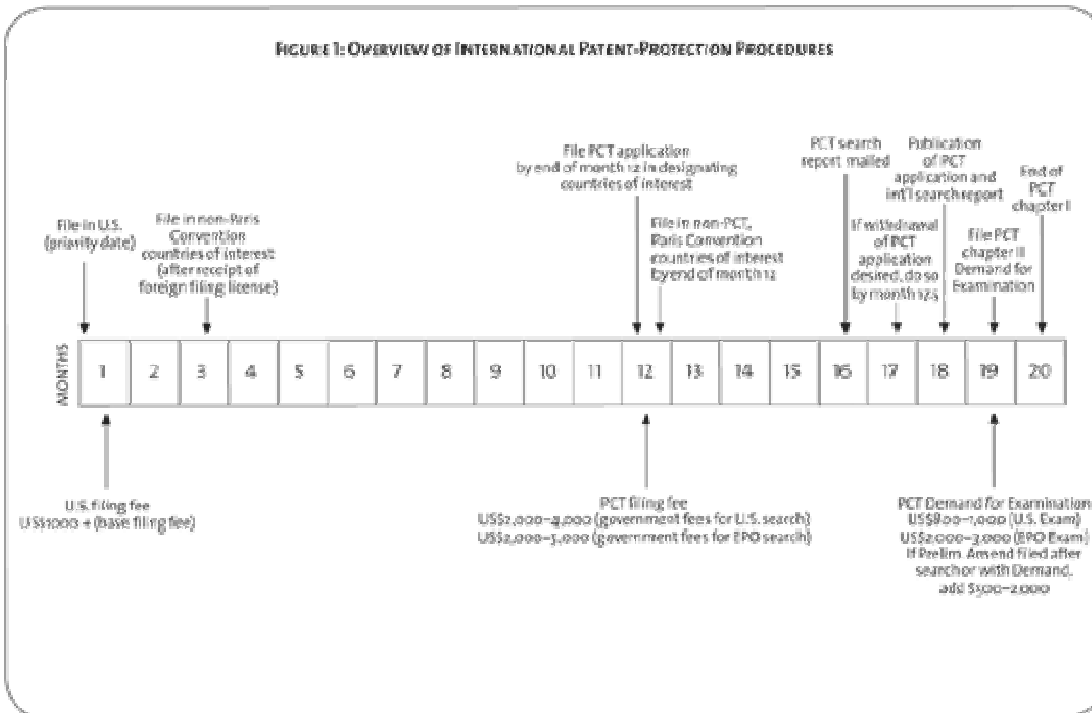 FIGURE 1: OVERVIEW OF INTERNATIONAL PATENT-PROTECTION PROCEDURES
File in U.S.
(priority date)
File in non-Paris
Convention
countries of interest
(after receipt of
foreign filing license)
File PCT application
by end of month 12 in designating
countries of interest
File in non-PCT,
Paris Convention
countries of interest
by end of month 12
PCT search
report mailed
If withdrawal
of PCT
application
desired, do so
by month
Publication
of PCT
application and
int'l search report
File PCT
chapter II
Demand for
Examination
End of
PCT
chapter I
MONTHS
1 2 3 4 5 6 7 8 9 10 11 12 13 14 15 16 17 18 19 20
U.S. filing fee
US$1000 + (base filing fee)
PCT filing fee
US$2,000–4,000 (government fees for U.S. search)
(government fees for EPO search)
PCT Demand for Examination
US$800–1,000 (U.S. Exam)
US$2,000–3,000 (EPO Exam)
If Prelim. Amend filed after
search or with Demand,
add $500–2,000